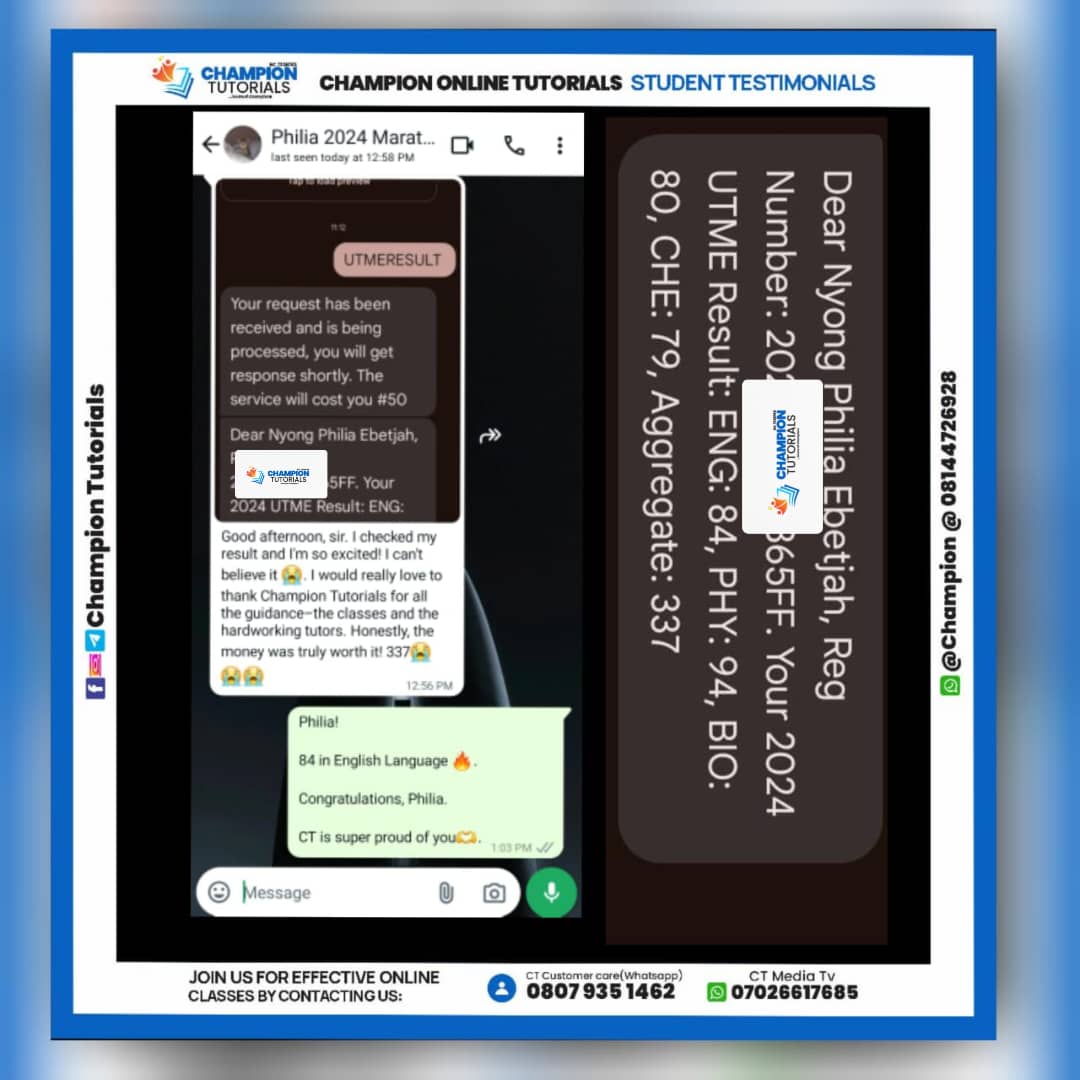 CHAMPION
TUTORIALS
CHAMPION ONLINE TUTORIALS STUDENT TESTIMONIALS
Philia 2024 Marat...
last seen today at 12:58 PM
Tap to load preview
11:12
UTMERESULT
Your request has been
received and is being
processed, you will get
response shortly. The
service will cost you #50
Dear Nyong Philia Ebetjah,
CHAMPION
TUTORIALS
65FF. Your
2024 UTME Result: ENG:
Good afternoon, sir. I checked my
result and I'm so excited! I can't
believe it 😭. I would really love to
thank Champion Tutorials for all
the guidance–the classes and the
hardworking tutors. Honestly, the
money was truly worth it! 337😭
😭😭
12:56 PM
Philia!
84 in English Language 🔥.
Congratulations, Philia.
CT is super proud of you🫶.
1:03 PM
Message
Dear Nyong Philia Ebetjah, Reg
Number: 202 365FF. Your 2024
UTME Result: ENG: 84, PHY: 94, BIO:
80, CHE: 79, Aggregate: 337
CHAMPION
TUTORIALS
Champion Tutorials
@Champion @ 08144726928
JOIN US FOR EFFECTIVE ONLINE
CLASSES BY CONTACTING US:
CT Customer care(Whatsapp)
0807 935 1462
CT Media Tv
07026617685